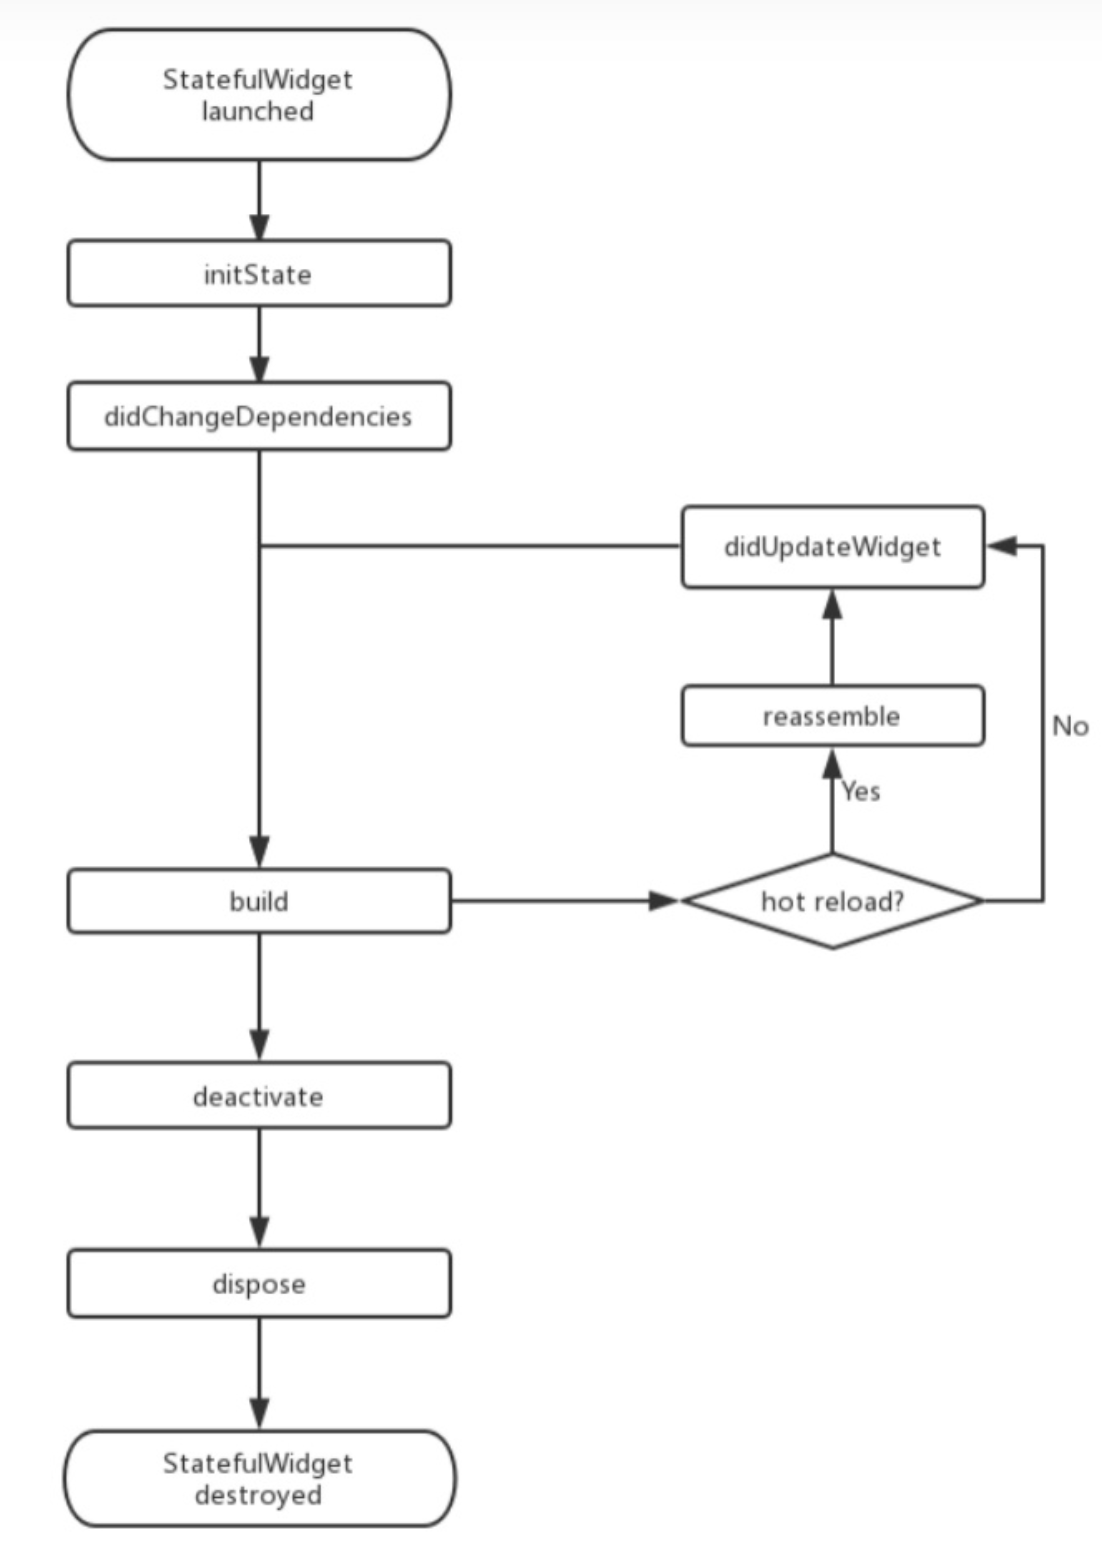 StatefulWidget
launched
initState
didChangeDependencies
didUpdateWidget
reassemble
No
Yes
build
hot reload?
deactivate
dispose
StatefulWidget
destroyed